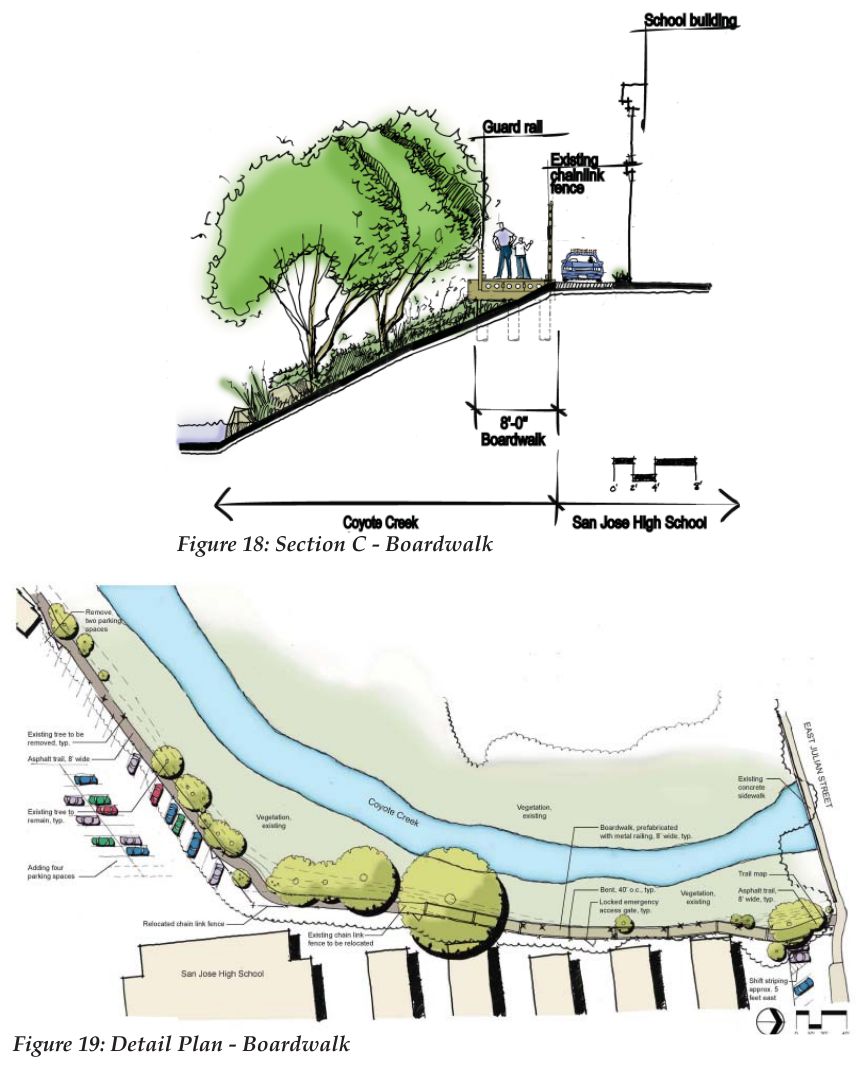 School building
Guard rail
Existing
chainlink
fence
8'-0"
Boardwalk
0' 2' 4' 8'
Coyote Creek
San Jose High School
Figure 18: Section C - Boardwalk
Remove
two parking
spaces
EAST JULIAN STREET
Existing tree to be
removed, typ.
Asphalt trail, 8' wide
Existing
concrete
sidewalk
Existing tree to
remain, typ.
Coyote Creek
Vegetation,
existing
Vegetation,
existing
Boardwalk, prefabricated
with metal railing, 8' wide, typ.
Adding four
parking spaces
Trail map
Bent, 40' o.c., typ.
Vegetation,
existing
Asphalt trail,
8' wide, typ.
Locked emergency
access gate, typ.
Relocated chain link fence
Existing chain link
fence to be relocated
San Jose High School
Shift striping
approx. 5
feet east
Figure 19: Detail Plan - Boardwalk